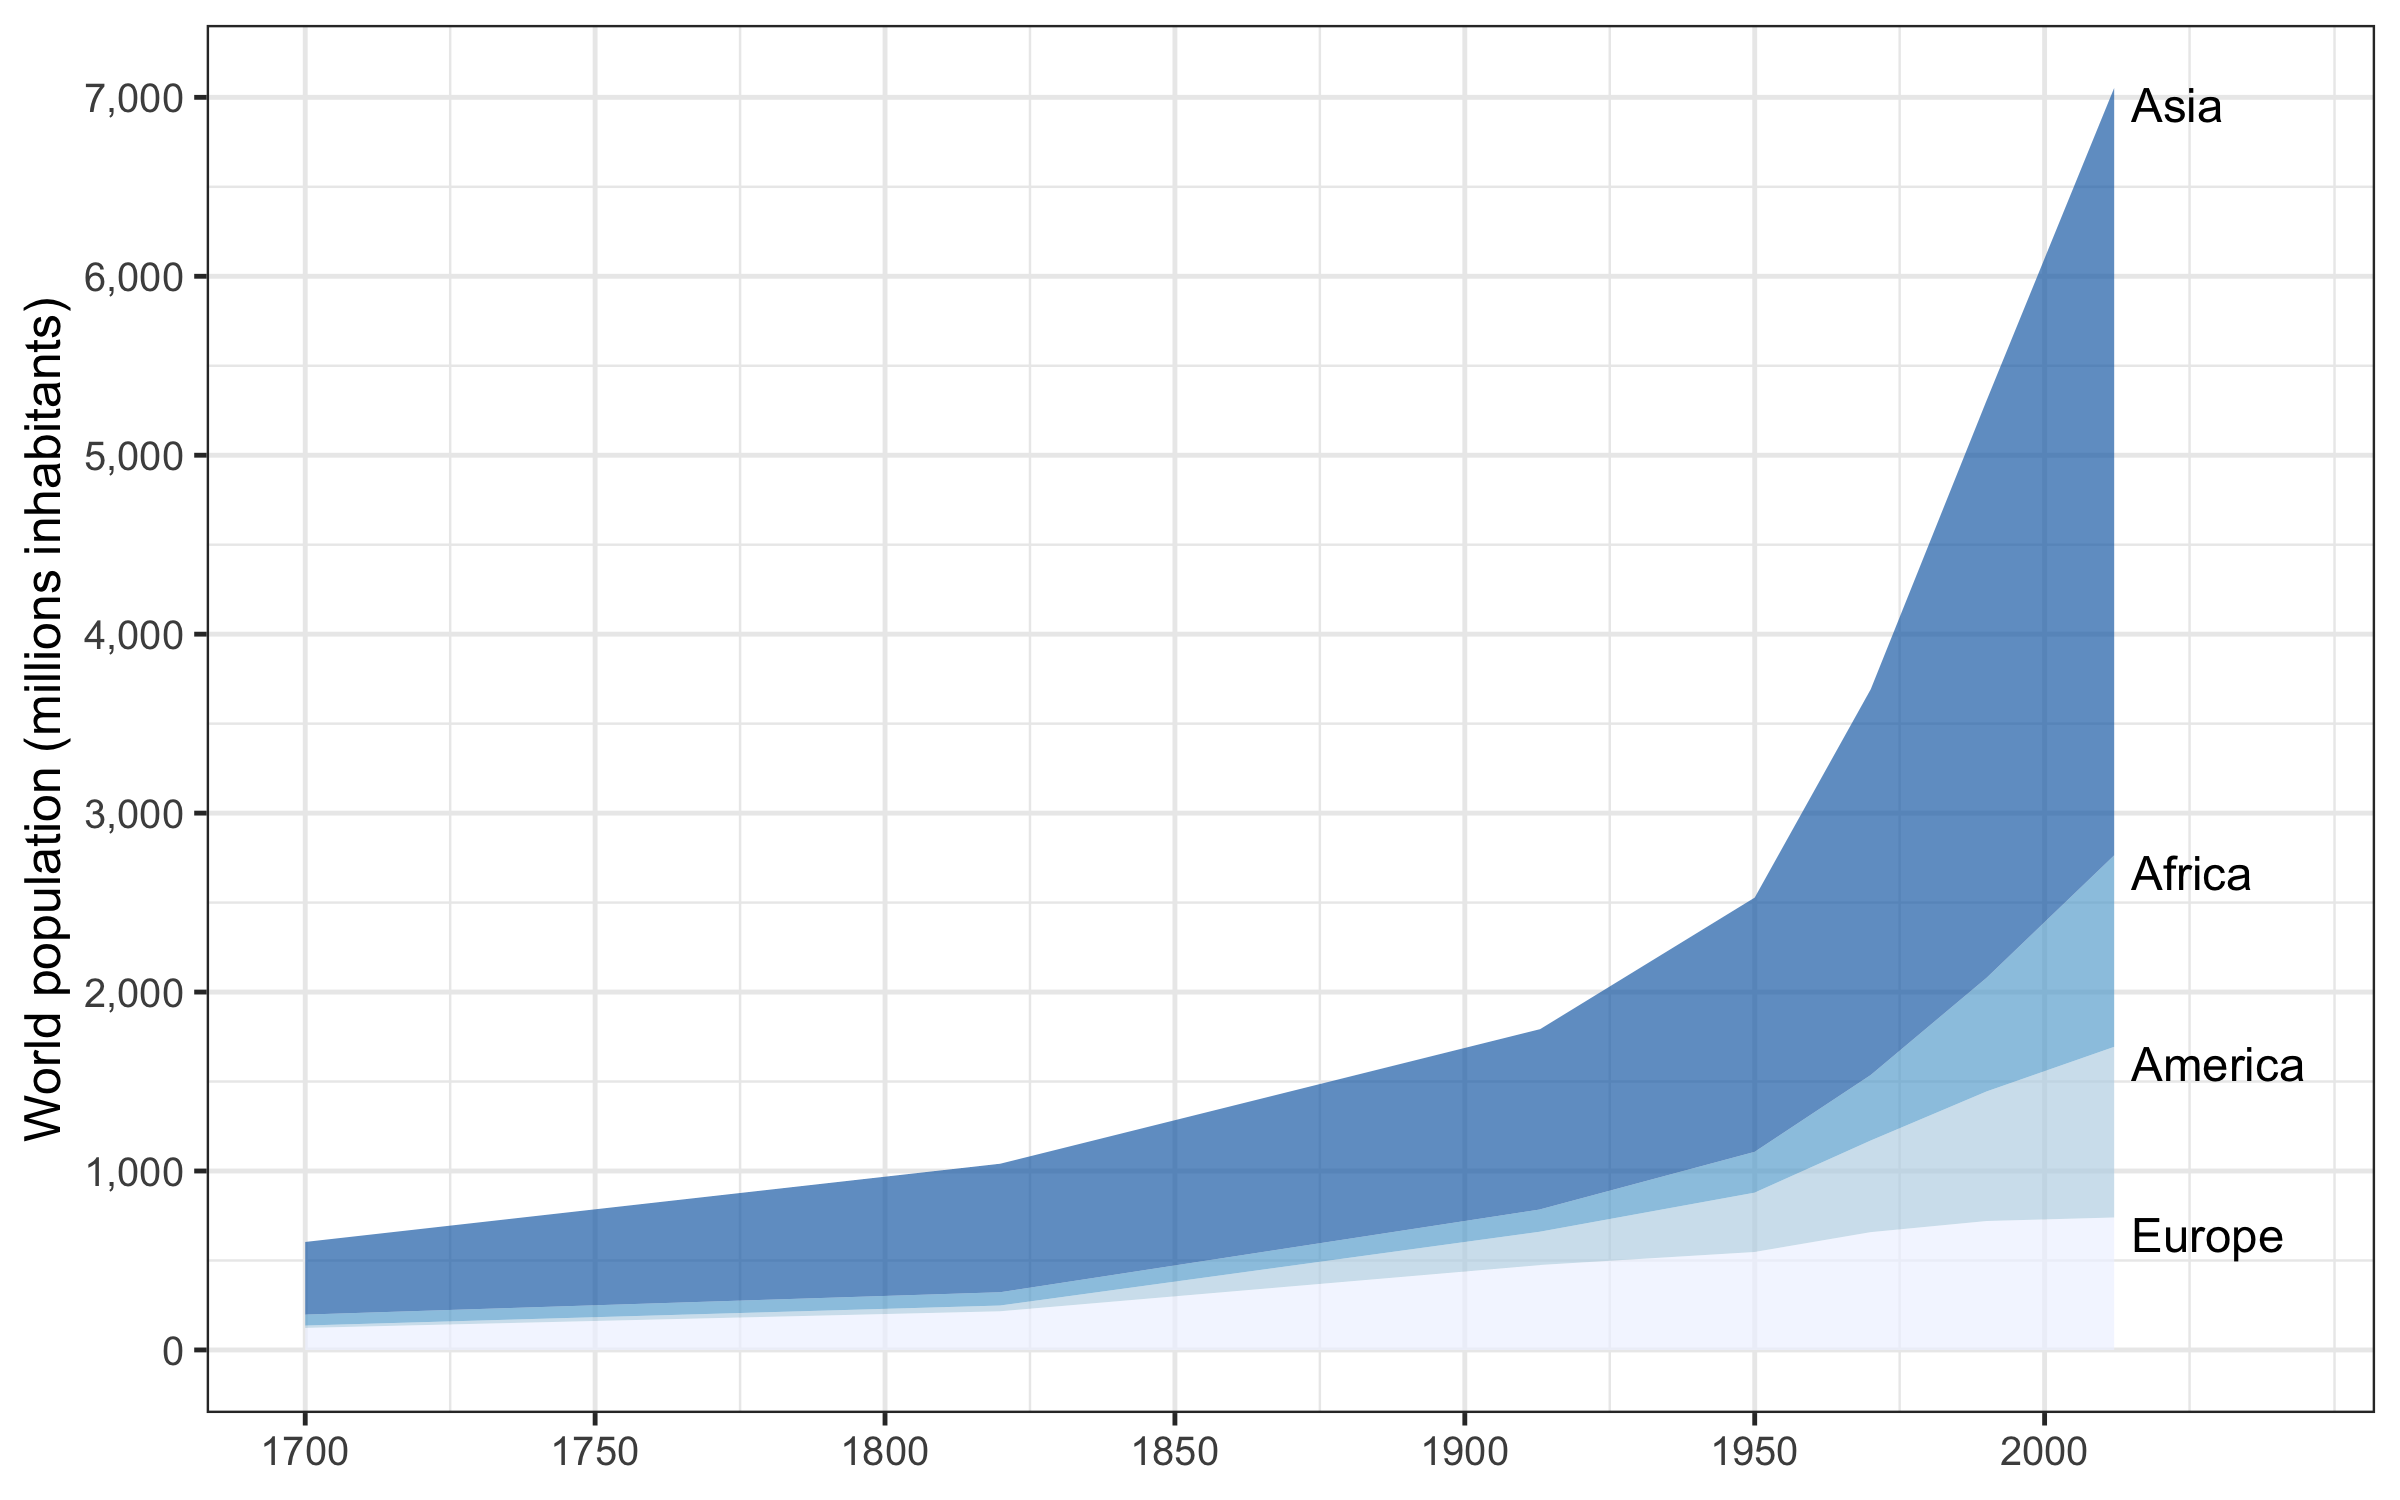 World population (millions inhabitants)
7,000
6,000
5,000
4,000
3,000
2,000
1,000
0
Asia
Africa
America
Europe
1700 1750 1800 1850 1900 1950 2000